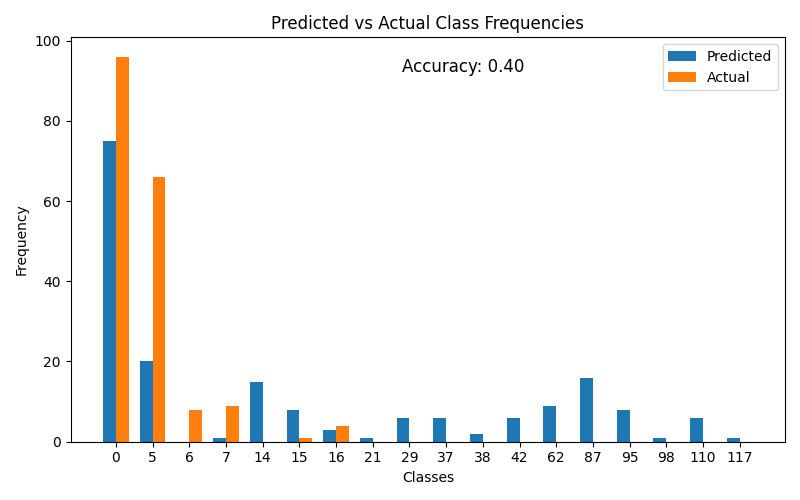 Predicted vs Actual Class Frequencies
Accuracy: 0.40
Predicted
Actual
Frequency
100
80
60
40
20
0
0 5 6 7 14 15 16 21 29 37 38 42 62 87 95 98 110 117
Classes